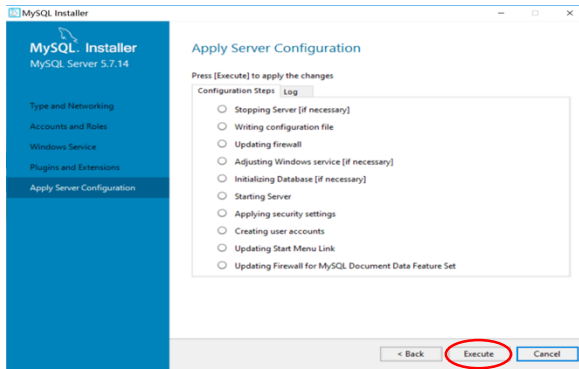 MySQL Installer
MySQL. Installer
MySQL Server 5.7.14
Type and Networking
Accounts and Roles
Windows Service
Plugins and Extensions
Apply Server Configuration
Apply Server Configuration
Press [Execute] to apply the changes
Configuration Steps Log
Stopping Server [if necessary]
Writing configuration file
Updating firewall
Adjusting Windows service [if necessary]
Initializing Database [if necessary]
Starting Server
Applying security settings
Creating user accounts
Updating Start Menu Link
Updating Firewall for MySQL Document Data Feature Set
< Back Execute Cancel